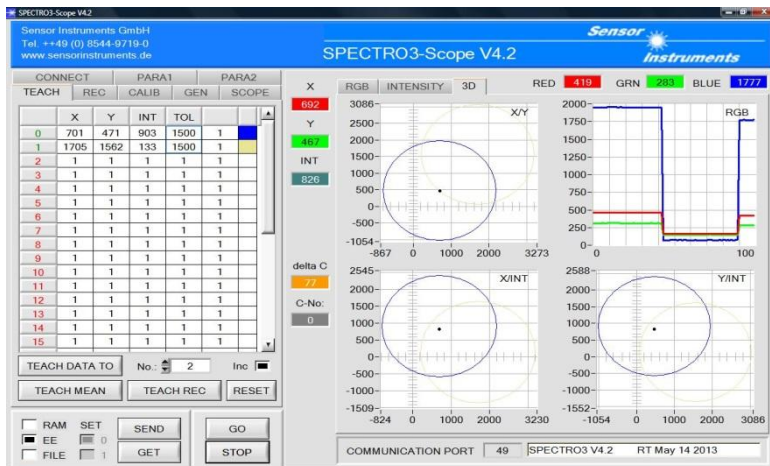 SPECTRO3-Scope V4.2
Sensor Instruments GmbH
Tel. ++49 (0) 8544-9719-0
www.sensorinstruments.de
SPECTRO3-Scope V4.2
Sensor
Instruments
CONNECT PARA1 PARA2
TEACH REC CALIB GEN SCOPE
X Y INT TOL
0 701 471 903 1500 1
1 1705 1562 133 1500 1
2 1 1 1 1 1
3 1 1 1 1 1
4 1 1 1 1 1
5 1 1 1 1 1
6 1 1 1 1 1
7 1 1 1 1 1
8 1 1 1 1 1
9 1 1 1 1 1
10 1 1 1 1 1
11 1 1 1 1 1
12 1 1 1 1 1
13 1 1 1 1 1
14 1 1 1 1 1
15 1 1 1 1 1
TEACH DATA TO No.: 2 Inc
TEACH MEAN TEACH REC RESET
RAM SET SEND GO
EE 0
FILE 1 GET STOP
X
692
Y
467
INT
826
delta C
77
C-No:
0
RGB INTENSITY 3D RED 419 GRN 283 BLUE 1777
X/Y
3086
2500
2000
1500
1000
500
0
-500
-1054
-867 0 1000 2000 3273
RGB
2000
1750
1500
1250
1000
750
500
250
0
0 100
X/INT
2545
2000
1500
1000
500
0
-500
-1000
-1509
-824 0 1000 2000 3230
Y/INT
2588
2000
1500
1000
500
0
-500
-1000
-1552
-1054 0 1000 2000 3086
COMMUNICATION PORT 49 SPECTRO3 V4.2 RT May 14 2013